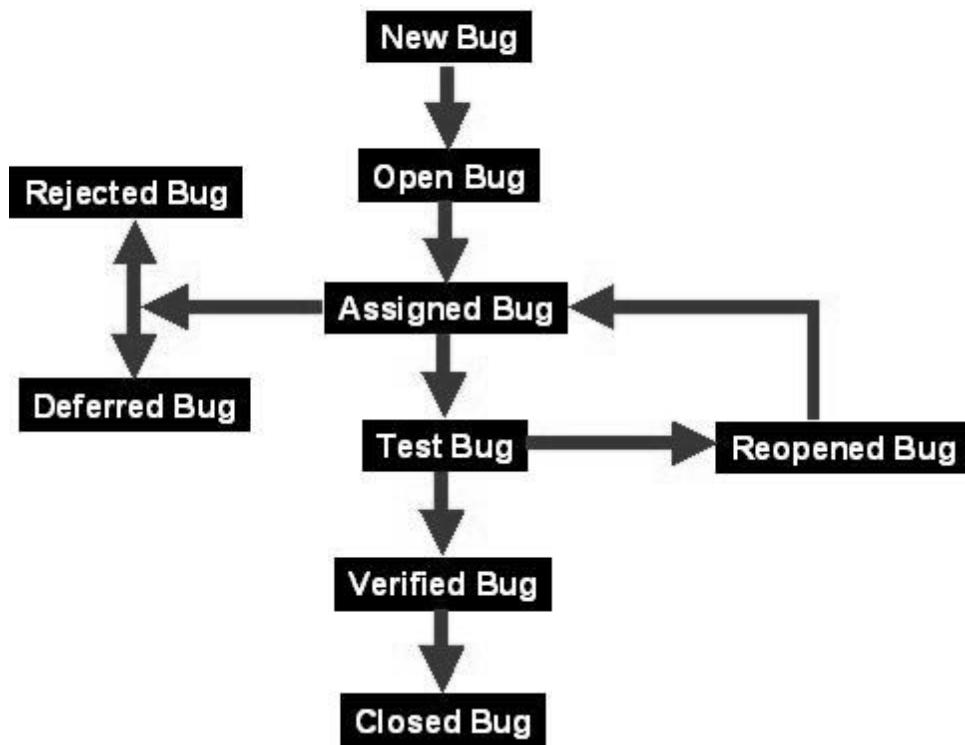 New Bug
Open Bug
Rejected Bug
Assigned Bug
Deferred Bug
Test Bug
Reopened Bug
Verified Bug
Closed Bug